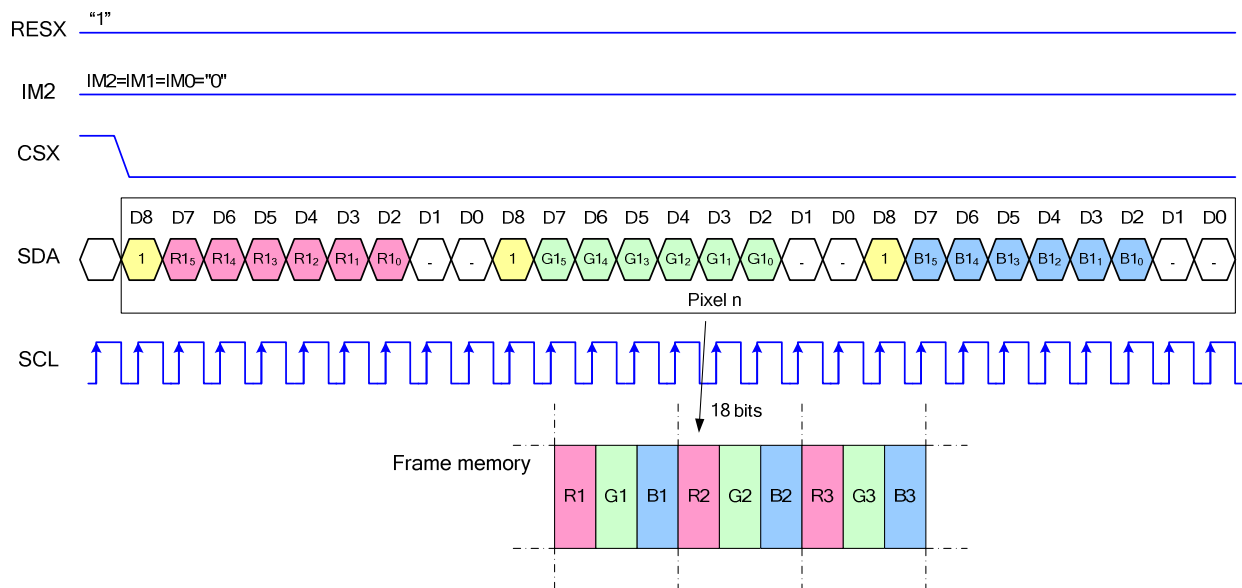 RESX “1”
IM2 IM2=IM1=IM0="0"
CSX
D8 D7 D6 D5 D4 D3 D2 D1 D0 D8 D7 D6 D5 D4 D3 D2 D1 D0 D8 D7 D6 D5 D4 D3 D2 D1 D0
SDA 1 R1₅ R1₄ R1₃ R1₂ R1₁ R1₀ - - 1 G1₅ G1₄ G1₃ G1₂ G1₁ G1₀ - - 1 B1₅ B1₄ B1₃ B1₂ B1₁ B1₀ - -
Pixel n
SCL
18 bits
Frame memory
R1 G1 B1 R2 G2 B2 R3 G3 B3